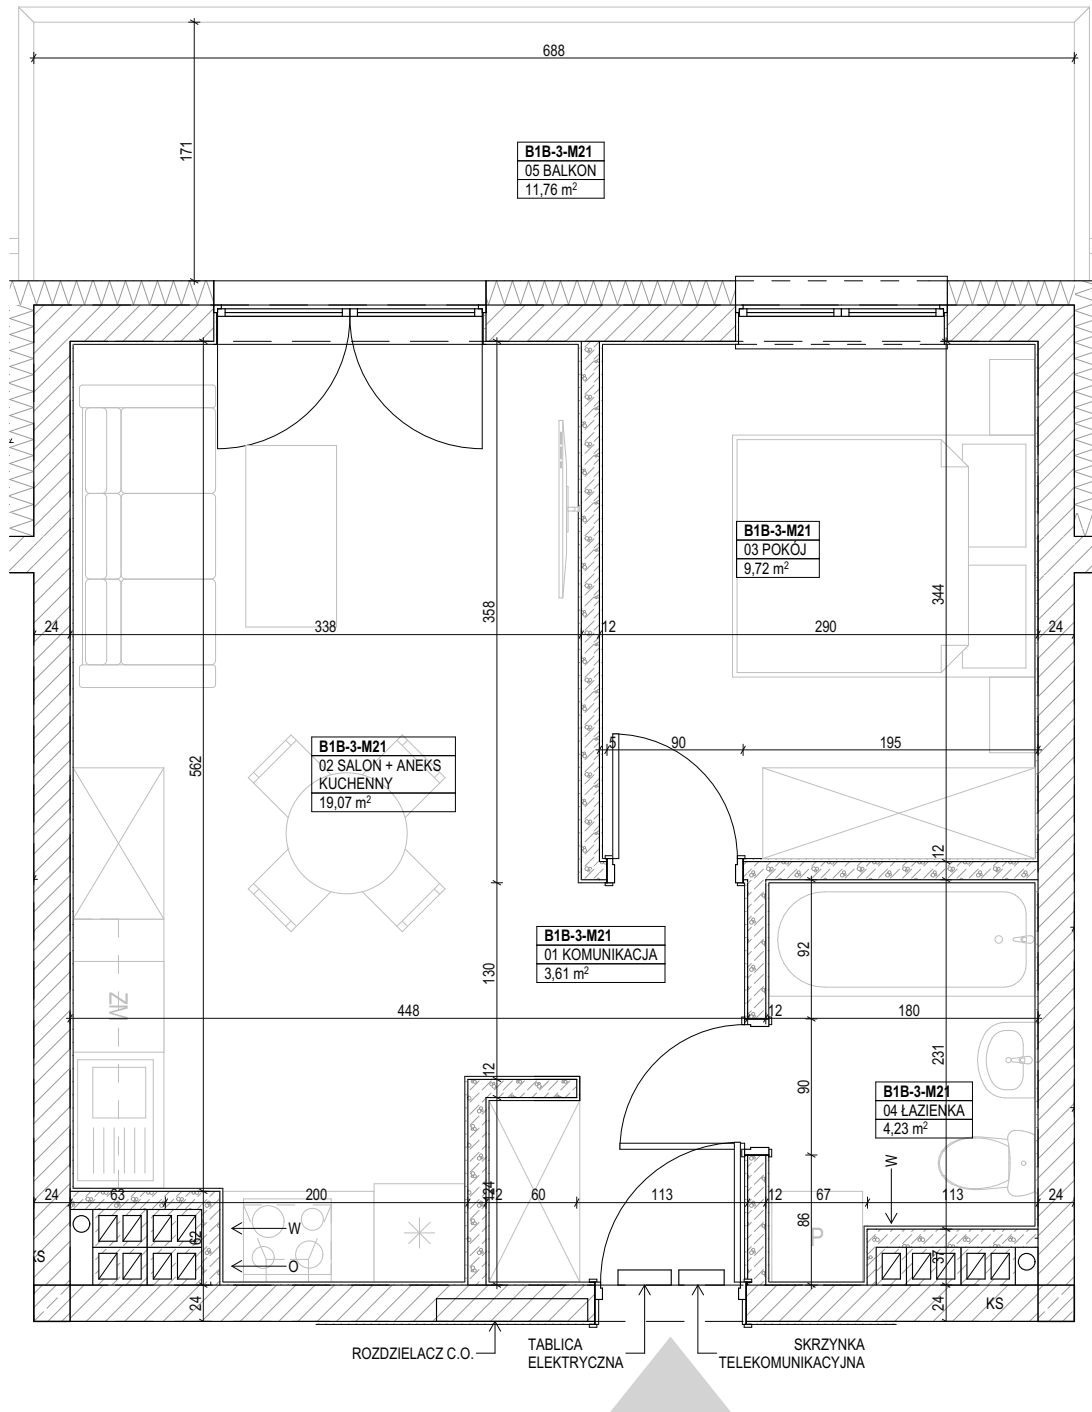 688
171
B1B-3-M21
05 BALKON
11,76 m²
B1B-3-M21
03 POKÓJ
9,72 m²
344
358
24
338
12
290
24
5
90
195
B1B-3-M21
02 SALON + ANEKS
KUCHENNY
19,07 m²
562
12
B1B-3-M21
01 KOMUNIKACJA
3,61 m²
92
130
ZM
448
12
180
231
12
90
B1B-3-M21
04 ŁAZIENKA
4,23 m²
W
24
63
200
12
124
60
113
12
67
113
24
86
P
62
W
O
KS
37
24
24
KS
ROZDZIELACZ C.O.
TABLICA
ELEKTRYCZNA
SKRZYNKA
TELEKOMUNIKACYJNA